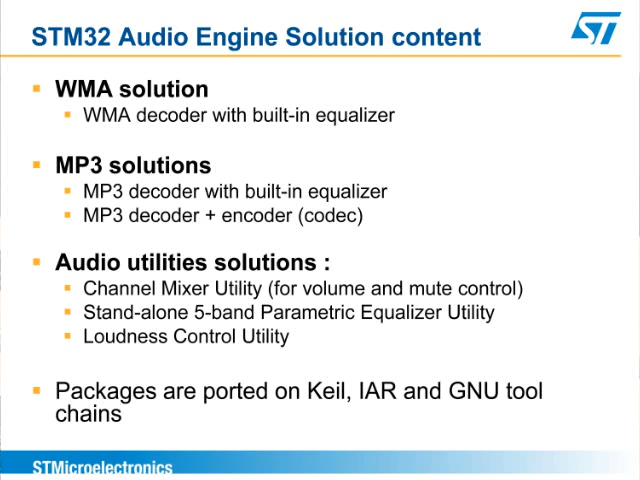 STM32 Audio Engine Solution content
ST
WMA solution
WMA decoder with built-in equalizer
MP3 solutions
MP3 decoder with built-in equalizer
MP3 decoder + encoder (codec)
Audio utilities solutions :
Channel Mixer Utility (for volume and mute control)
Stand-alone 5-band Parametric Equalizer Utility
Loudness Control Utility
Packages are ported on Keil, IAR and GNU tool
chains
STMicroelectronics